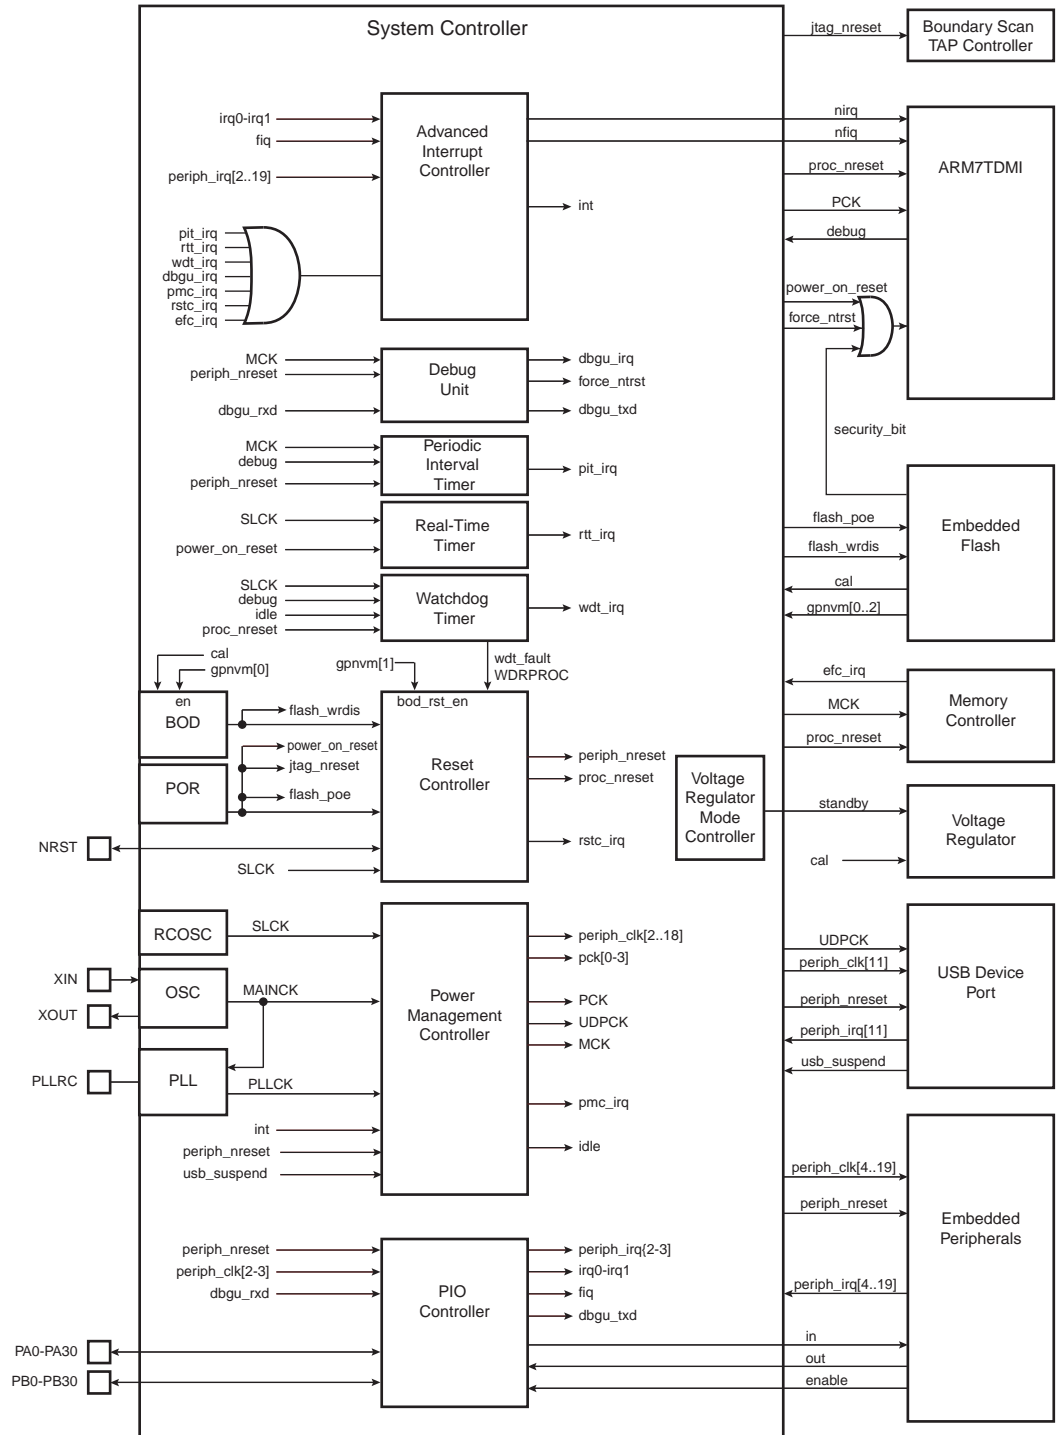 System Controller
jtag_nreset
Boundary Scan
TAP Controller
irq0-irq1
fiq
periph_irq[2..19]
Advanced
Interrupt
Controller
int
nirq
nfiq
proc_nreset
PCK
debug
ARM7TDMI
pit_irq
rtt_irq
wdt_irq
dbgu_irq
pmc_irq
rstc_irq
efc_irq
power_on_reset
force_ntrst
security_bit
MCK
periph_nreset
dbgu_rxd
Debug
Unit
dbgu_irq
force_ntrst
dbgu_txd
MCK
debug
periph_nreset
Periodic
Interval
Timer
pit_irq
SLCK
power_on_reset
Real-Time
Timer
rtt_irq
flash_poe
flash_wrdis
cal
gpnvm[0..2]
Embedded
Flash
SLCK
debug
idle
proc_nreset
Watchdog
Timer
wdt_irq
cal
gpnvm[0]
gpnvm[1]
wdt_fault
WDRPROC
en
BOD
flash_wrdis
bod_rst_en
POR
power_on_reset
jtag_nreset
flash_poe
Reset
Controller
periph_nreset
proc_nreset
rstc_irq
NRST
SLCK
efc_irq
MCK
proc_nreset
Memory
Controller
Voltage
Regulator
Mode
Controller
standby
cal
Voltage
Regulator
RCOSC
SLCK
XIN
XOUT
OSC
MAINCK
PLLRC
PLL
PLLCK
int
periph_nreset
usb_suspend
Power
Management
Controller
periph_clk[2..18]
pck[0-3]
PCK
UDPCK
MCK
pmc_irq
idle
UDPCK
periph_clk[11]
periph_nreset
periph_irq[11]
usb_suspend
USB Device
Port
periph_nreset
periph_clk[2-3]
dbgu_rxd
PA0-PA30
PB0-PB30
PIO
Controller
periph_irq{2-3]
irq0-irq1
fiq
dbgu_txd
periph_clk[4..19]
periph_nreset
periph_irq[4..19]
in
out
enable
Embedded
Peripherals